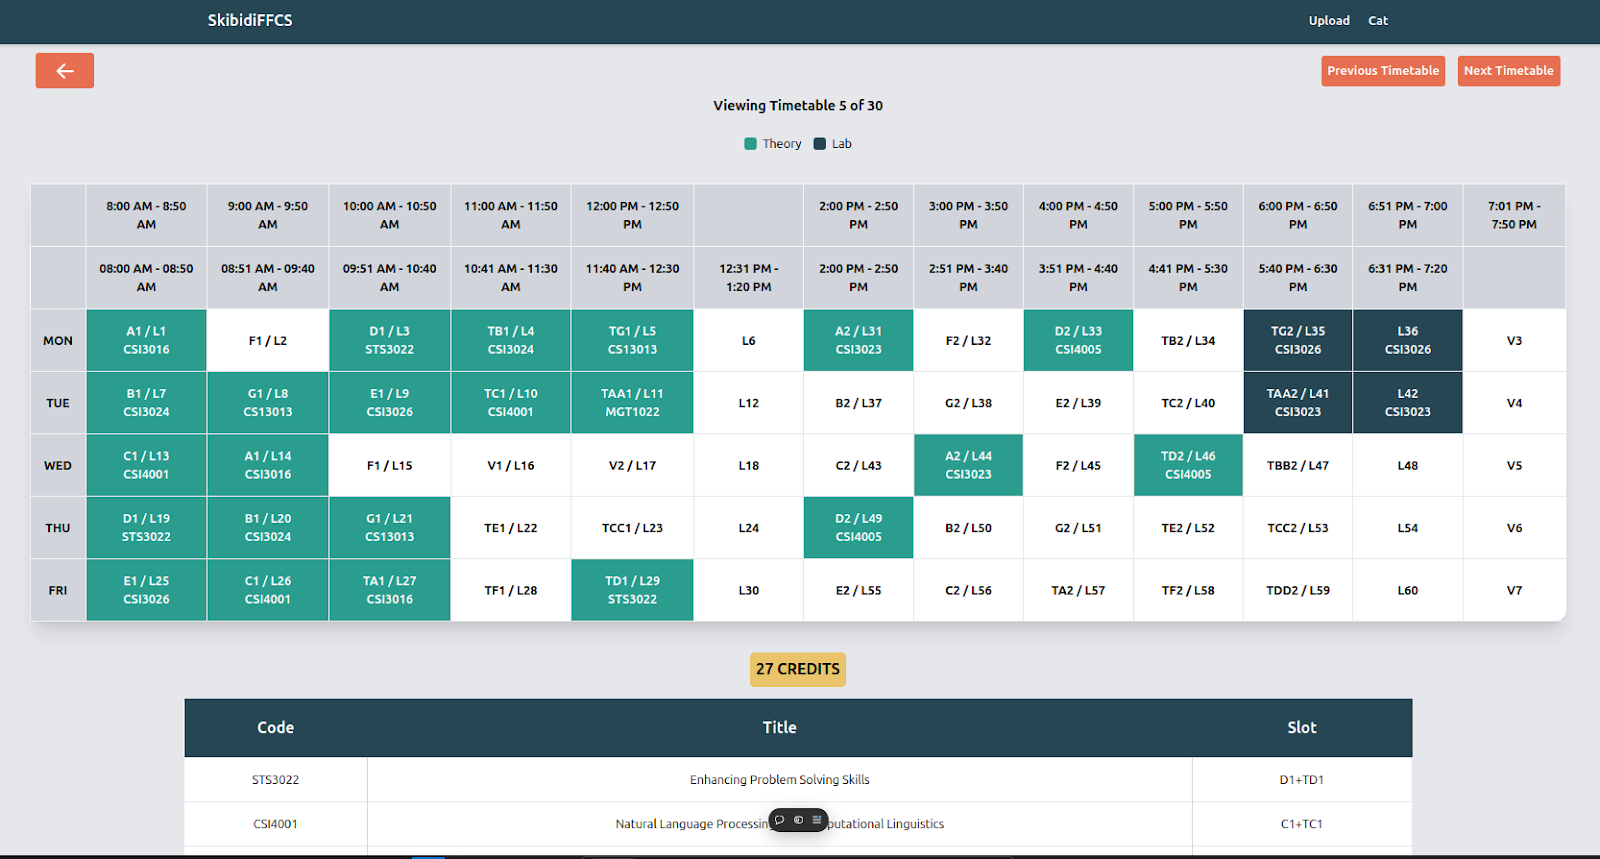 SkibidiFFCS
Upload Cat
Previous Timetable Next Timetable
Viewing Timetable 5 of 30
Theory Lab
8:00 AM - 8:50 AM 9:00 AM - 9:50 AM 10:00 AM - 10:50 AM 11:00 AM - 11:50 AM 12:00 PM - 12:50 PM 2:00 PM - 2:50 PM 3:00 PM - 3:50 PM 4:00 PM - 4:50 PM 5:00 PM - 5:50 PM 6:00 PM - 6:50 PM 6:51 PM - 7:00 PM 7:01 PM - 7:50 PM
08:00 AM - 08:50 AM 08:51 AM - 09:40 AM 09:51 AM - 10:40 AM 10:41 AM - 11:30 AM 11:40 AM - 12:30 PM 12:31 PM - 1:20 PM 2:00 PM - 2:50 PM 2:51 PM - 3:40 PM 3:51 PM - 4:40 PM 4:41 PM - 5:30 PM 5:40 PM - 6:30 PM 6:31 PM - 7:20 PM
MON A1 / L1 CSI3016 F1 / L2 D1 / L3 STS3022 TB1 / L4 CSI3024 TG1 / L5 CS13013 L6 A2 / L31 CSI3023 F2 / L32 D2 / L33 CSI4005 TB2 / L34 TG2 / L35 CSI3026 L36 CSI3026 V3
TUE B1 / L7 CSI3024 G1 / L8 CS13013 E1 / L9 CSI3026 TC1 / L10 CSI4001 TAA1 / L11 MGT1022 L12 B2 / L37 G2 / L38 E2 / L39 TC2 / L40 TAA2 / L41 CSI3023 L42 CSI3023 V4
WED C1 / L13 CSI4001 A1 / L14 CSI3016 F1 / L15 V1 / L16 V2 / L17 L18 C2 / L43 A2 / L44 CSI3023 F2 / L45 TD2 / L46 CSI4005 TBB2 / L47 L48 V5
THU D1 / L19 STS3022 B1 / L20 CSI3024 G1 / L21 CS13013 TE1 / L22 TCC1 / L23 L24 D2 / L49 CSI4005 B2 / L50 G2 / L51 TE2 / L52 TCC2 / L53 L54 V6
FRI E1 / L25 CSI3026 C1 / L26 CSI4001 TA1 / L27 CSI3016 TF1 / L28 TD1 / L29 STS3022 L30 E2 / L55 C2 / L56 TA2 / L57 TF2 / L58 TDD2 / L59 L60 V7
27 CREDITS
Code Title Slot
STS3022 Enhancing Problem Solving Skills D1+TD1
CSI4001 Natural Language Processing Linguistics C1+TC1